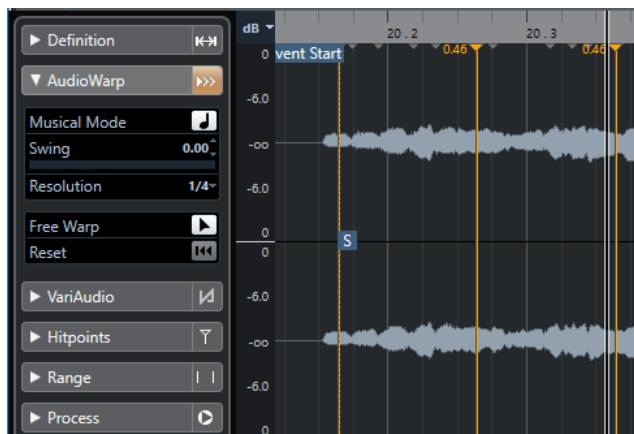 Definition
AudioWarp
Musical Mode
Swing 0.00
Resolution 1/4
Free Warp
Reset
VariAudio
Hitpoints
Range
Process
dB
20.2 20.3
0 vent Start 0.46 0.46
-6.0
-oo
-6.0
0
S
0
-6.0
-oo
-6.0
0